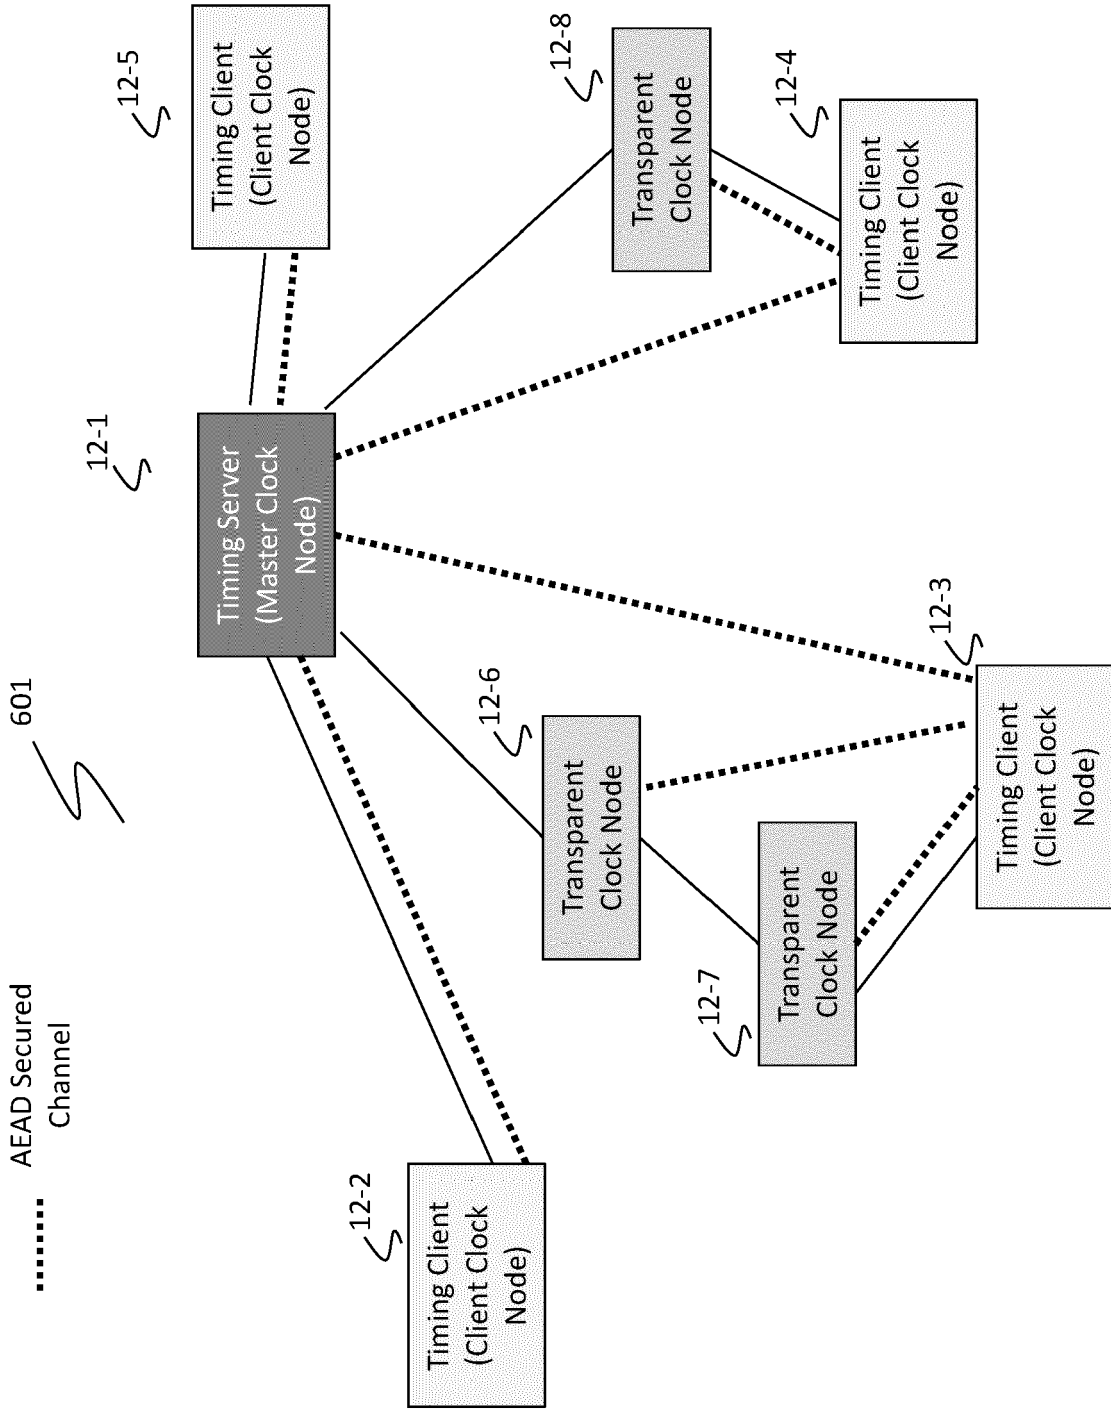 AEAD Secured
Channel
601
12-1
Timing Server
(Master Clock
Node)
12-5
Timing Client
(Client Clock
Node)
12-2
Timing Client
(Client Clock
Node)
12-6
Transparent
Clock Node
12-8
Transparent
Clock Node
12-7
Transparent
Clock Node
12-4
Timing Client
(Client Clock
Node)
12-3
Timing Client
(Client Clock
Node)